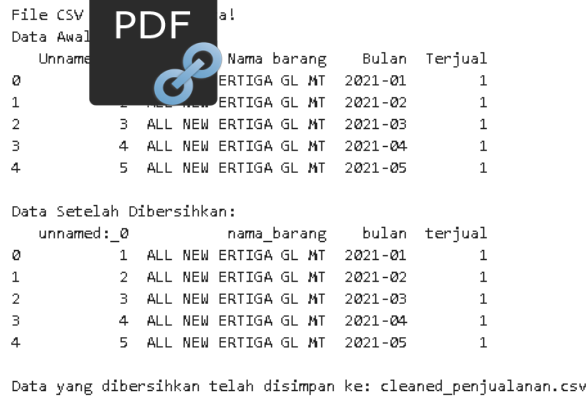 File CSV a!
PDF
Data Awal
Unname Nama barang Bulan Terjual
0 ERTIGA GL MT 2021-01 1
1 2 ALL NEW ERTIGA GL MT 2021-02 1
2 3 ALL NEW ERTIGA GL MT 2021-03 1
3 4 ALL NEW ERTIGA GL MT 2021-04 1
4 5 ALL NEW ERTIGA GL MT 2021-05 1
Data Setelah Dibersihkan:
unnamed:_0 nama_barang bulan terjual
0 1 ALL NEW ERTIGA GL MT 2021-01 1
1 2 ALL NEW ERTIGA GL MT 2021-02 1
2 3 ALL NEW ERTIGA GL MT 2021-03 1
3 4 ALL NEW ERTIGA GL MT 2021-04 1
4 5 ALL NEW ERTIGA GL MT 2021-05 1
Data yang dibersihkan telah disimpan ke: cleaned_penjualanan.csv